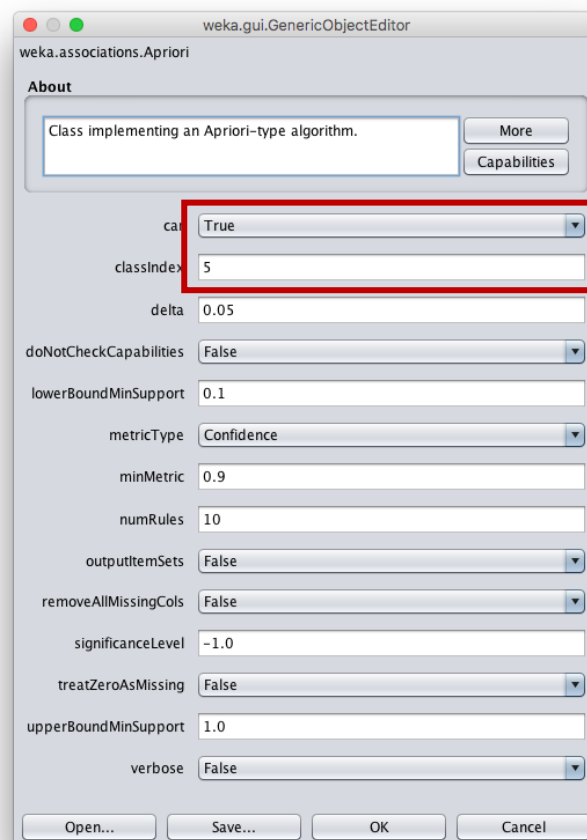 weka.gui.GenericObjectEditor
weka.associations.Apriori
About
Class implementing an Apriori-type algorithm.
More
Capabilities
car True
classIndex 5
delta 0.05
doNotCheckCapabilities False
lowerBoundMinSupport 0.1
metricType Confidence
minMetric 0.9
numRules 10
outputItemSets False
removeAllMissingCols False
significanceLevel -1.0
treatZeroAsMissing False
upperBoundMinSupport 1.0
verbose False
Open... Save... OK Cancel